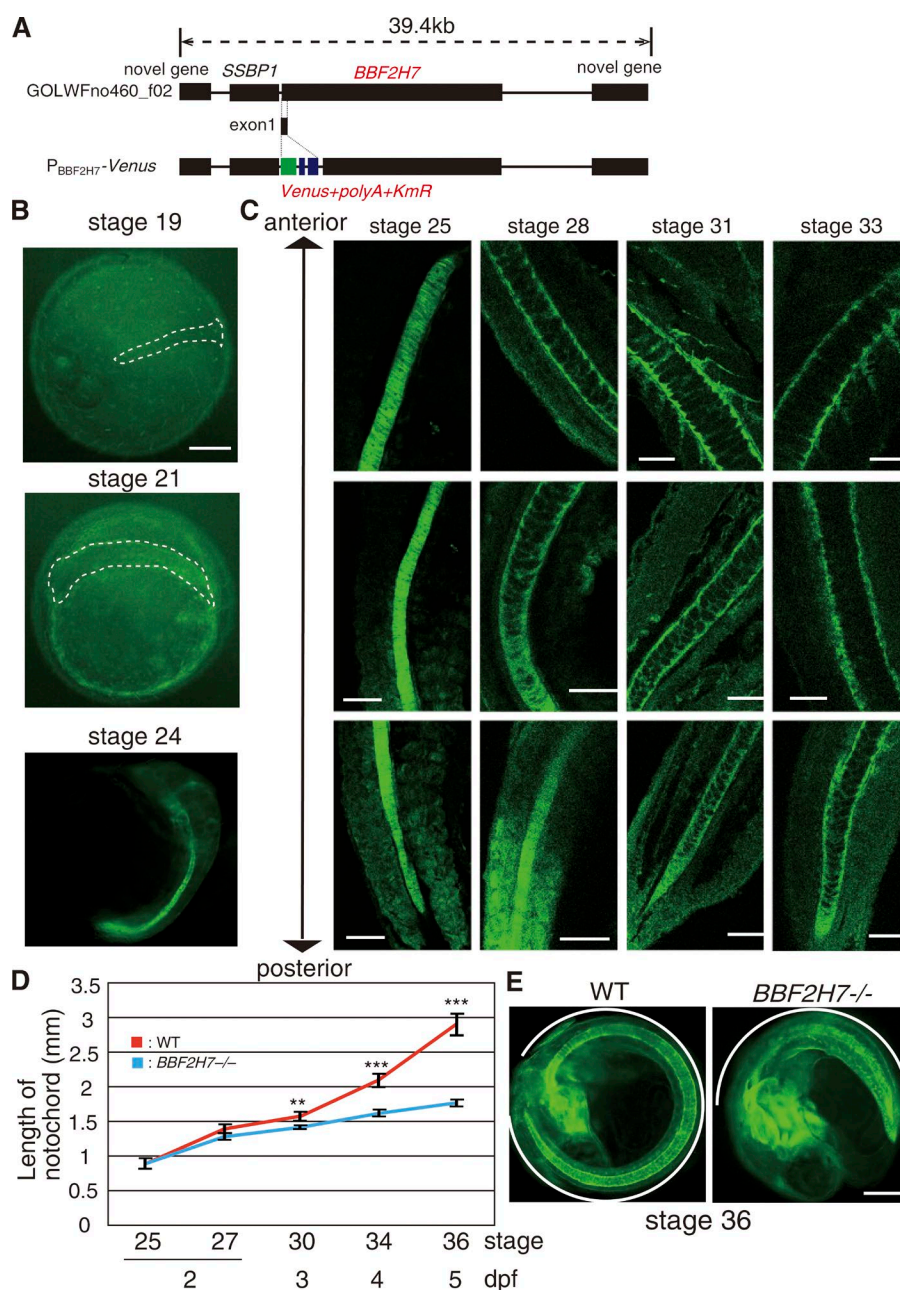 A
39.4kb
novel gene SSBP1 BBF2H7 novel gene
GOLWFno460_f02
exon1
PBBF2H7-Venus
Venus+polyA+KmR
B
stage 19
stage 21
stage 24
C
anterior
stage 25 stage 28 stage 31 stage 33
posterior
D
Length of
notochord (mm)
3.5
3
2.5
2
1.5
1
0.5
0
: WT
: BBF2H7-/-
** *** ***
25 27 30 34 36 stage
2 3 4 5 dpf
E
WT BBF2H7-/-
stage 36